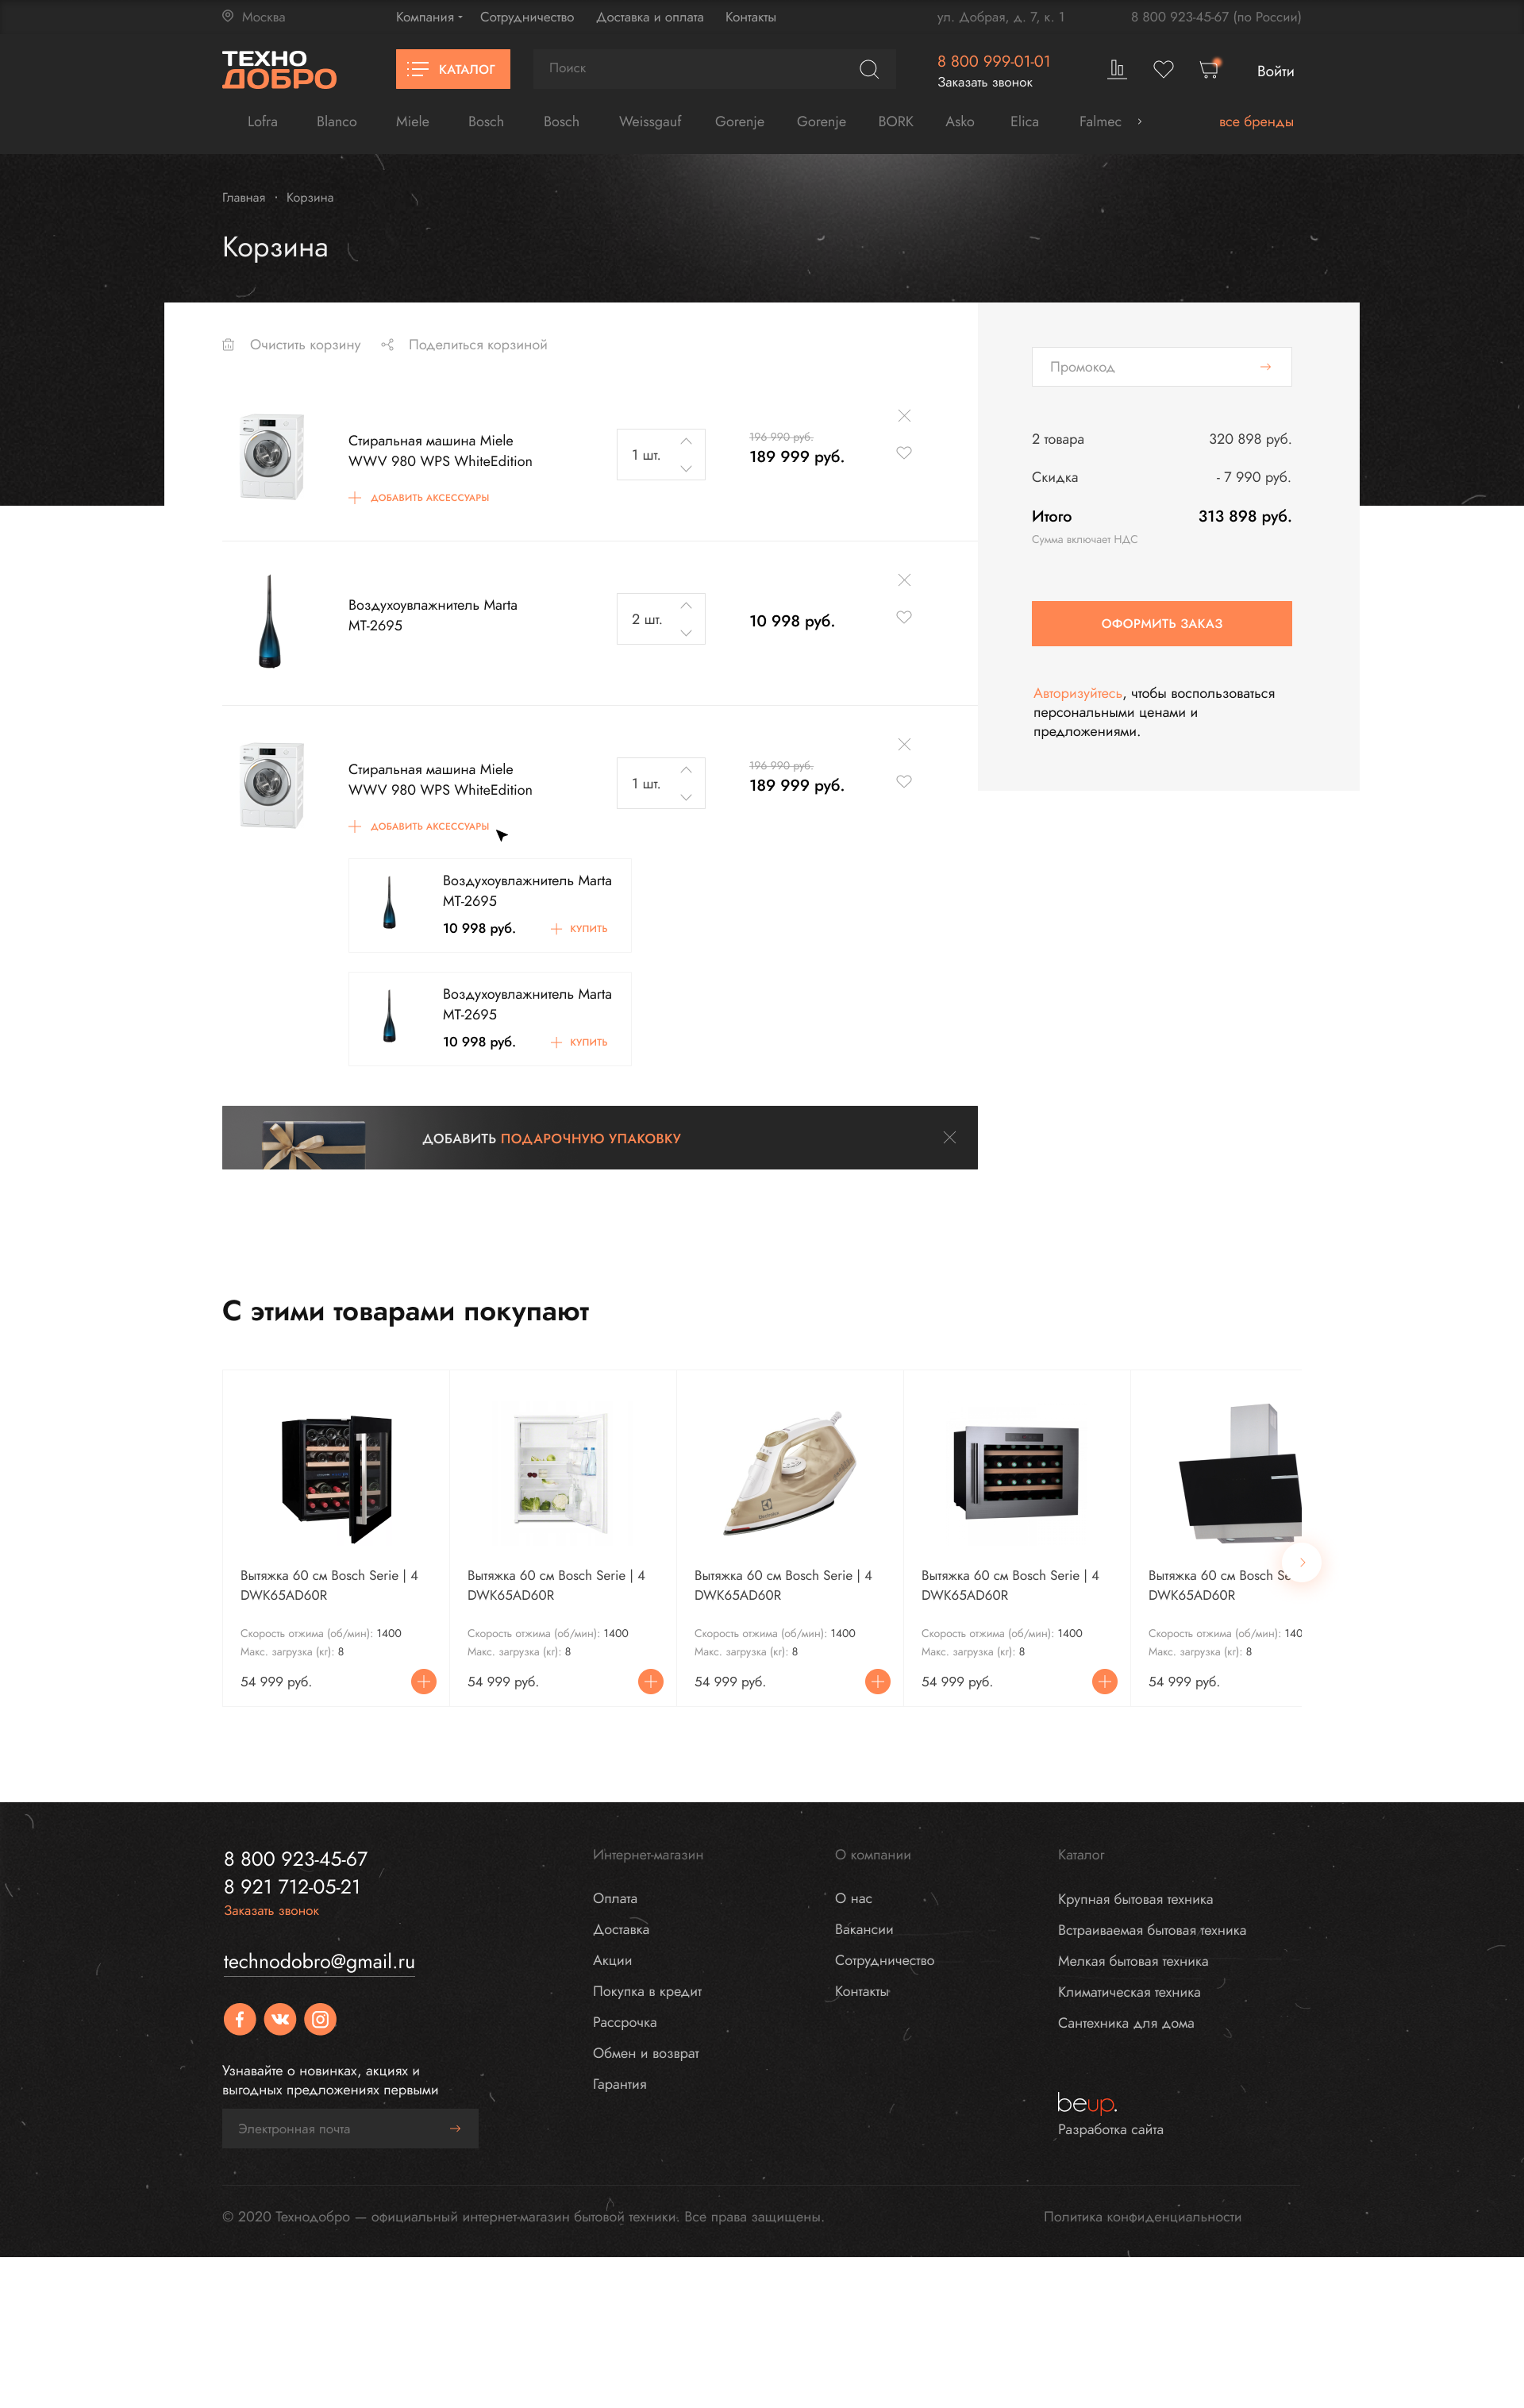 Москва
Компания Сотрудничество Доставка и оплата Контакты
ул. Добрая, д. 7, к. 1
8 800 923-45-67 (по России)
ТЕХНО
ДОБРО
КАТАЛОГ
Поиск
8 800 999-01-01
Заказать звонок
Войти
Lofra Blanco Miele Bosch Bosch Weissgauf Gorenje Gorenje BORK Asko Elica Falmec
все бренды
Главная · Корзина
Корзина
Очистить корзину
Поделиться корзиной
Стиральная машина Miele
WWV 980 WPS WhiteEdition
ДОБАВИТЬ АКСЕССУАРЫ
1 шт.
196 990 руб.
189 999 руб.
Воздухоувлажнитель Marta
MT-2695
2 шт.
10 998 руб.
Стиральная машина Miele
WWV 980 WPS WhiteEdition
ДОБАВИТЬ АКСЕССУАРЫ
1 шт.
196 990 руб.
189 999 руб.
Воздухоувлажнитель Marta
MT-2695
10 998 руб.
КУПИТЬ
Воздухоувлажнитель Marta
MT-2695
10 998 руб.
КУПИТЬ
ДОБАВИТЬ ПОДАРОЧНУЮ УПАКОВКУ
Промокод
2 товара 320 898 руб.
Скидка - 7 990 руб.
Итого 313 898 руб.
Сумма включает НДС
ОФОРМИТЬ ЗАКАЗ
Авторизуйтесь, чтобы воспользоваться
персональными ценами и
предложениями.
С этими товарами покупают
Вытяжка 60 см Bosch Serie | 4
DWK65AD60R
Скорость отжима (об/мин): 1400
Макс. загрузка (кг): 8
54 999 руб.
Вытяжка 60 см Bosch Serie | 4
DWK65AD60R
Скорость отжима (об/мин): 1400
Макс. загрузка (кг): 8
54 999 руб.
Вытяжка 60 см Bosch Serie | 4
DWK65AD60R
Скорость отжима (об/мин): 1400
Макс. загрузка (кг): 8
54 999 руб.
Вытяжка 60 см Bosch Serie | 4
DWK65AD60R
Скорость отжима (об/мин): 1400
Макс. загрузка (кг): 8
54 999 руб.
Вытяжка 60 см Bosch Se
DWK65AD60R
Скорость отжима (об/мин): 140
Макс. загрузка (кг): 8
54 999 руб.
8 800 923-45-67
8 921 712-05-21
Заказать звонок
technodobro@gmail.ru
Узнавайте о новинках, акциях и
выгодных предложениях первыми
Электронная почта
Интернет-магазин
Оплата
Доставка
Акции
Покупка в кредит
Рассрочка
Обмен и возврат
Гарантия
О компании
О нас
Вакансии
Сотрудничество
Контакты
Каталог
Крупная бытовая техника
Встраиваемая бытовая техника
Мелкая бытовая техника
Климатическая техника
Сантехника для дома
beup.
Разработка сайта
© 2020 Технодобро — официальный интернет-магазин бытовой техники. Все права защищены.
Политика конфиденциальности